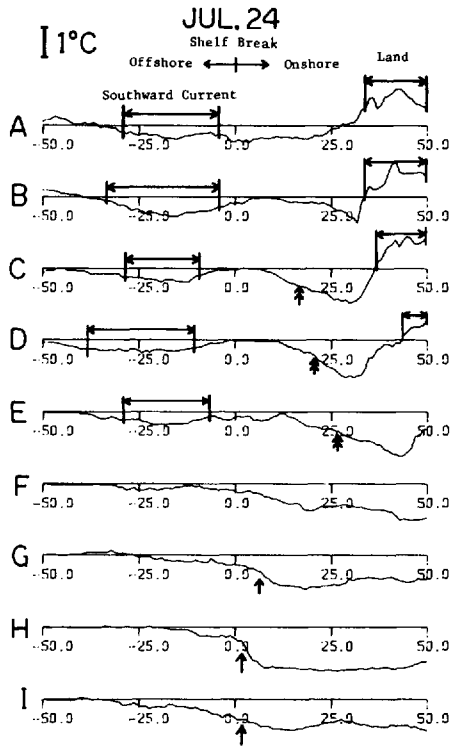 JUL. 24
1°C
Shelf Break
Offshore Onshore
Land
Southward Current
A
-50.0 -25.0 0.0 25.0 50.0
B
-50.0 -25.0 0.0 25.0 50.0
C
-50.0 -25.0 0.0 25.0 50.0
D
-50.0 -25.0 0.0 25.0 50.0
E
-50.0 -25.0 0.0 25.0 50.0
F
-50.0 -25.0 0.0 25.0 50.0
G
-50.0 -25.0 0.0 25.0 50.0
H
-50.0 -25.0 0.0 25.0 50.0
I
-50.0 -25.0 0.0 25.0 50.0